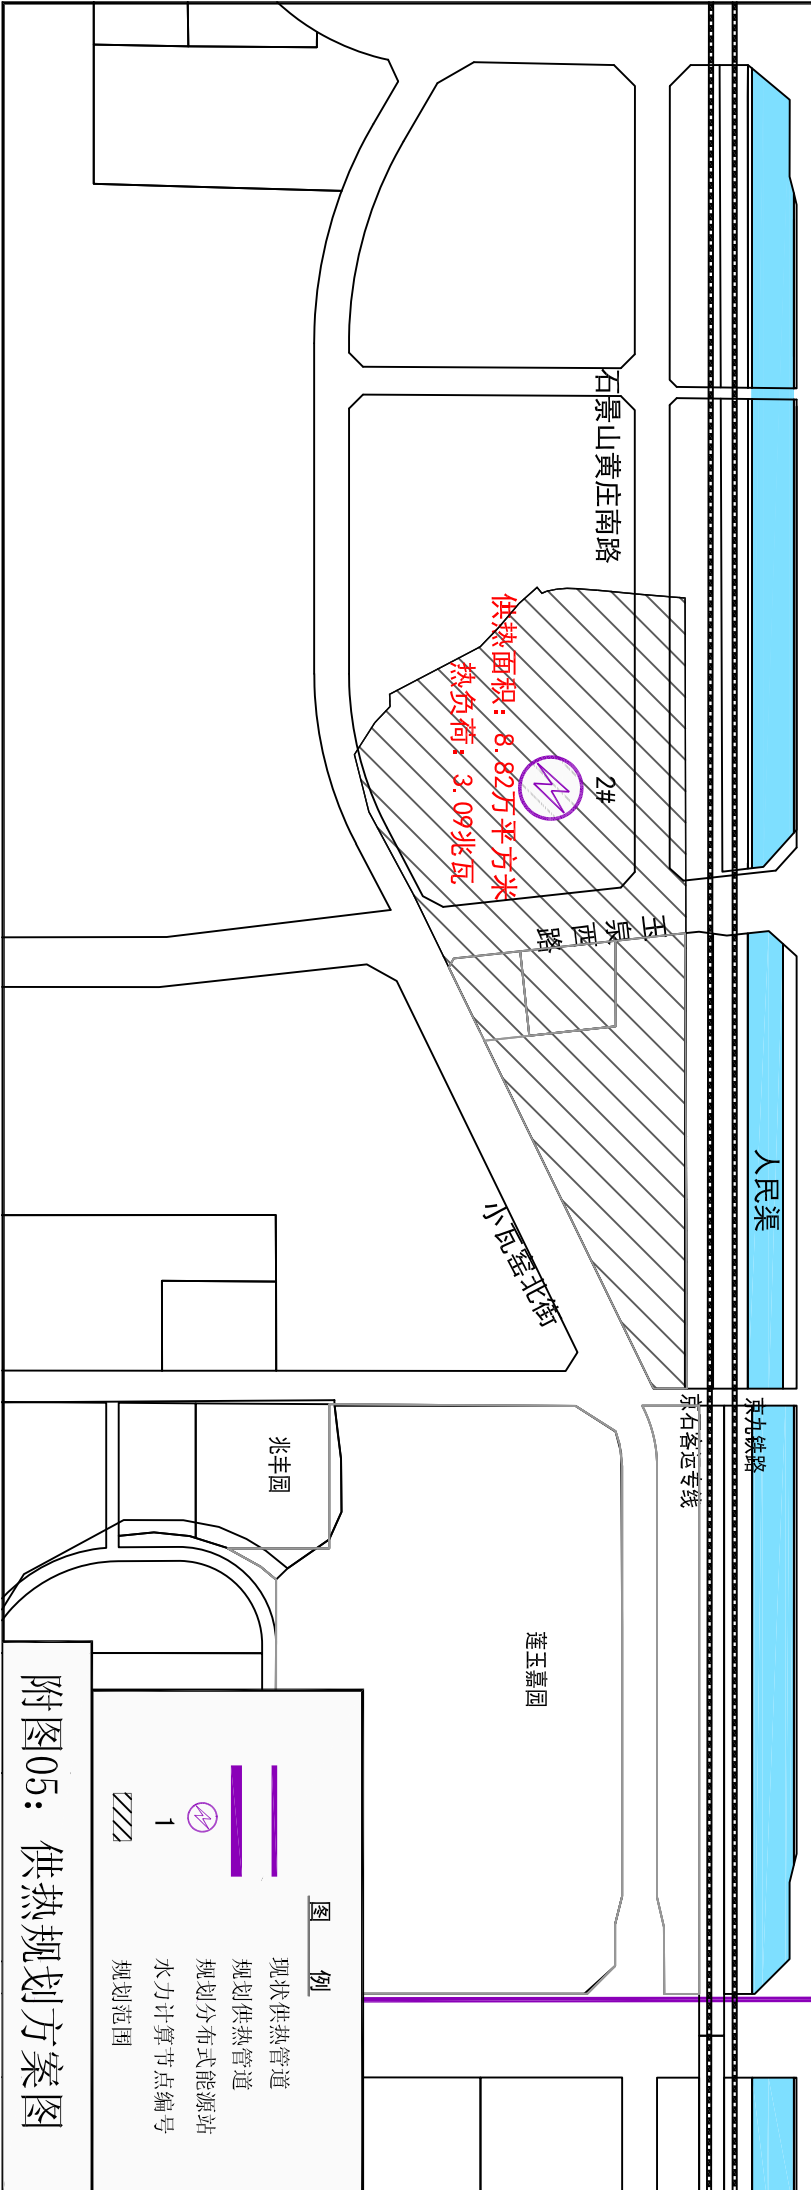 石景山黄庄南路
供热面积：8.82万平方米
热负荷：3.09兆瓦
2#
玉泉西路
人民渠
小瓦窑北街
京九铁路
京石客运专线
兆丰园
莲玉嘉园
图 例
现状供热管道
规划供热管道
规划分布式能源站
1 水力计算节点编号
规划范围
附图05：供热规划方案图